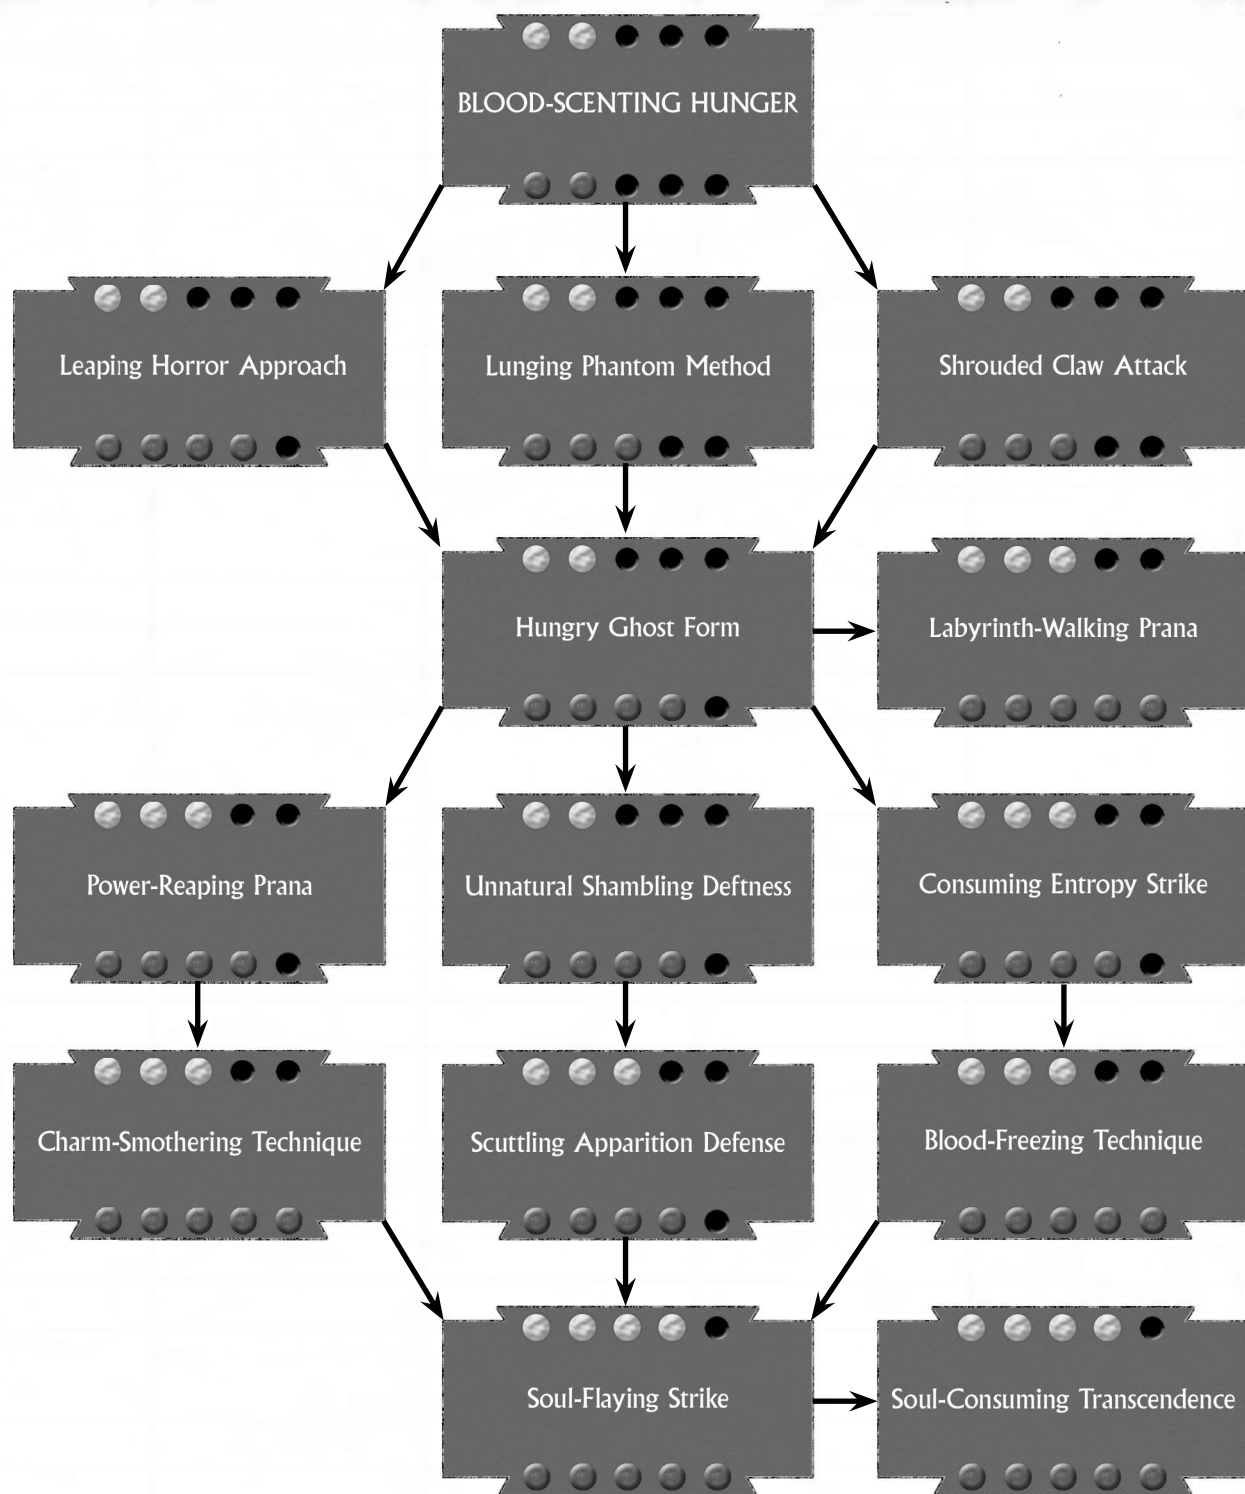 BLOOD-SCENTING HUNGER
Leaping Horror Approach
Lunging Phantom Method
Shrouded Claw Attack
Hungry Ghost Form
Labyrinth-Walking Prana
Power-Reaping Prana
Unnatural Shambling Deftness
Consuming Entropy Strike
Charm-Smothering Technique
Scuttling Apparition Defense
Blood-Freezing Technique
Soul-Flaying Strike
Soul-Consuming Transcendence